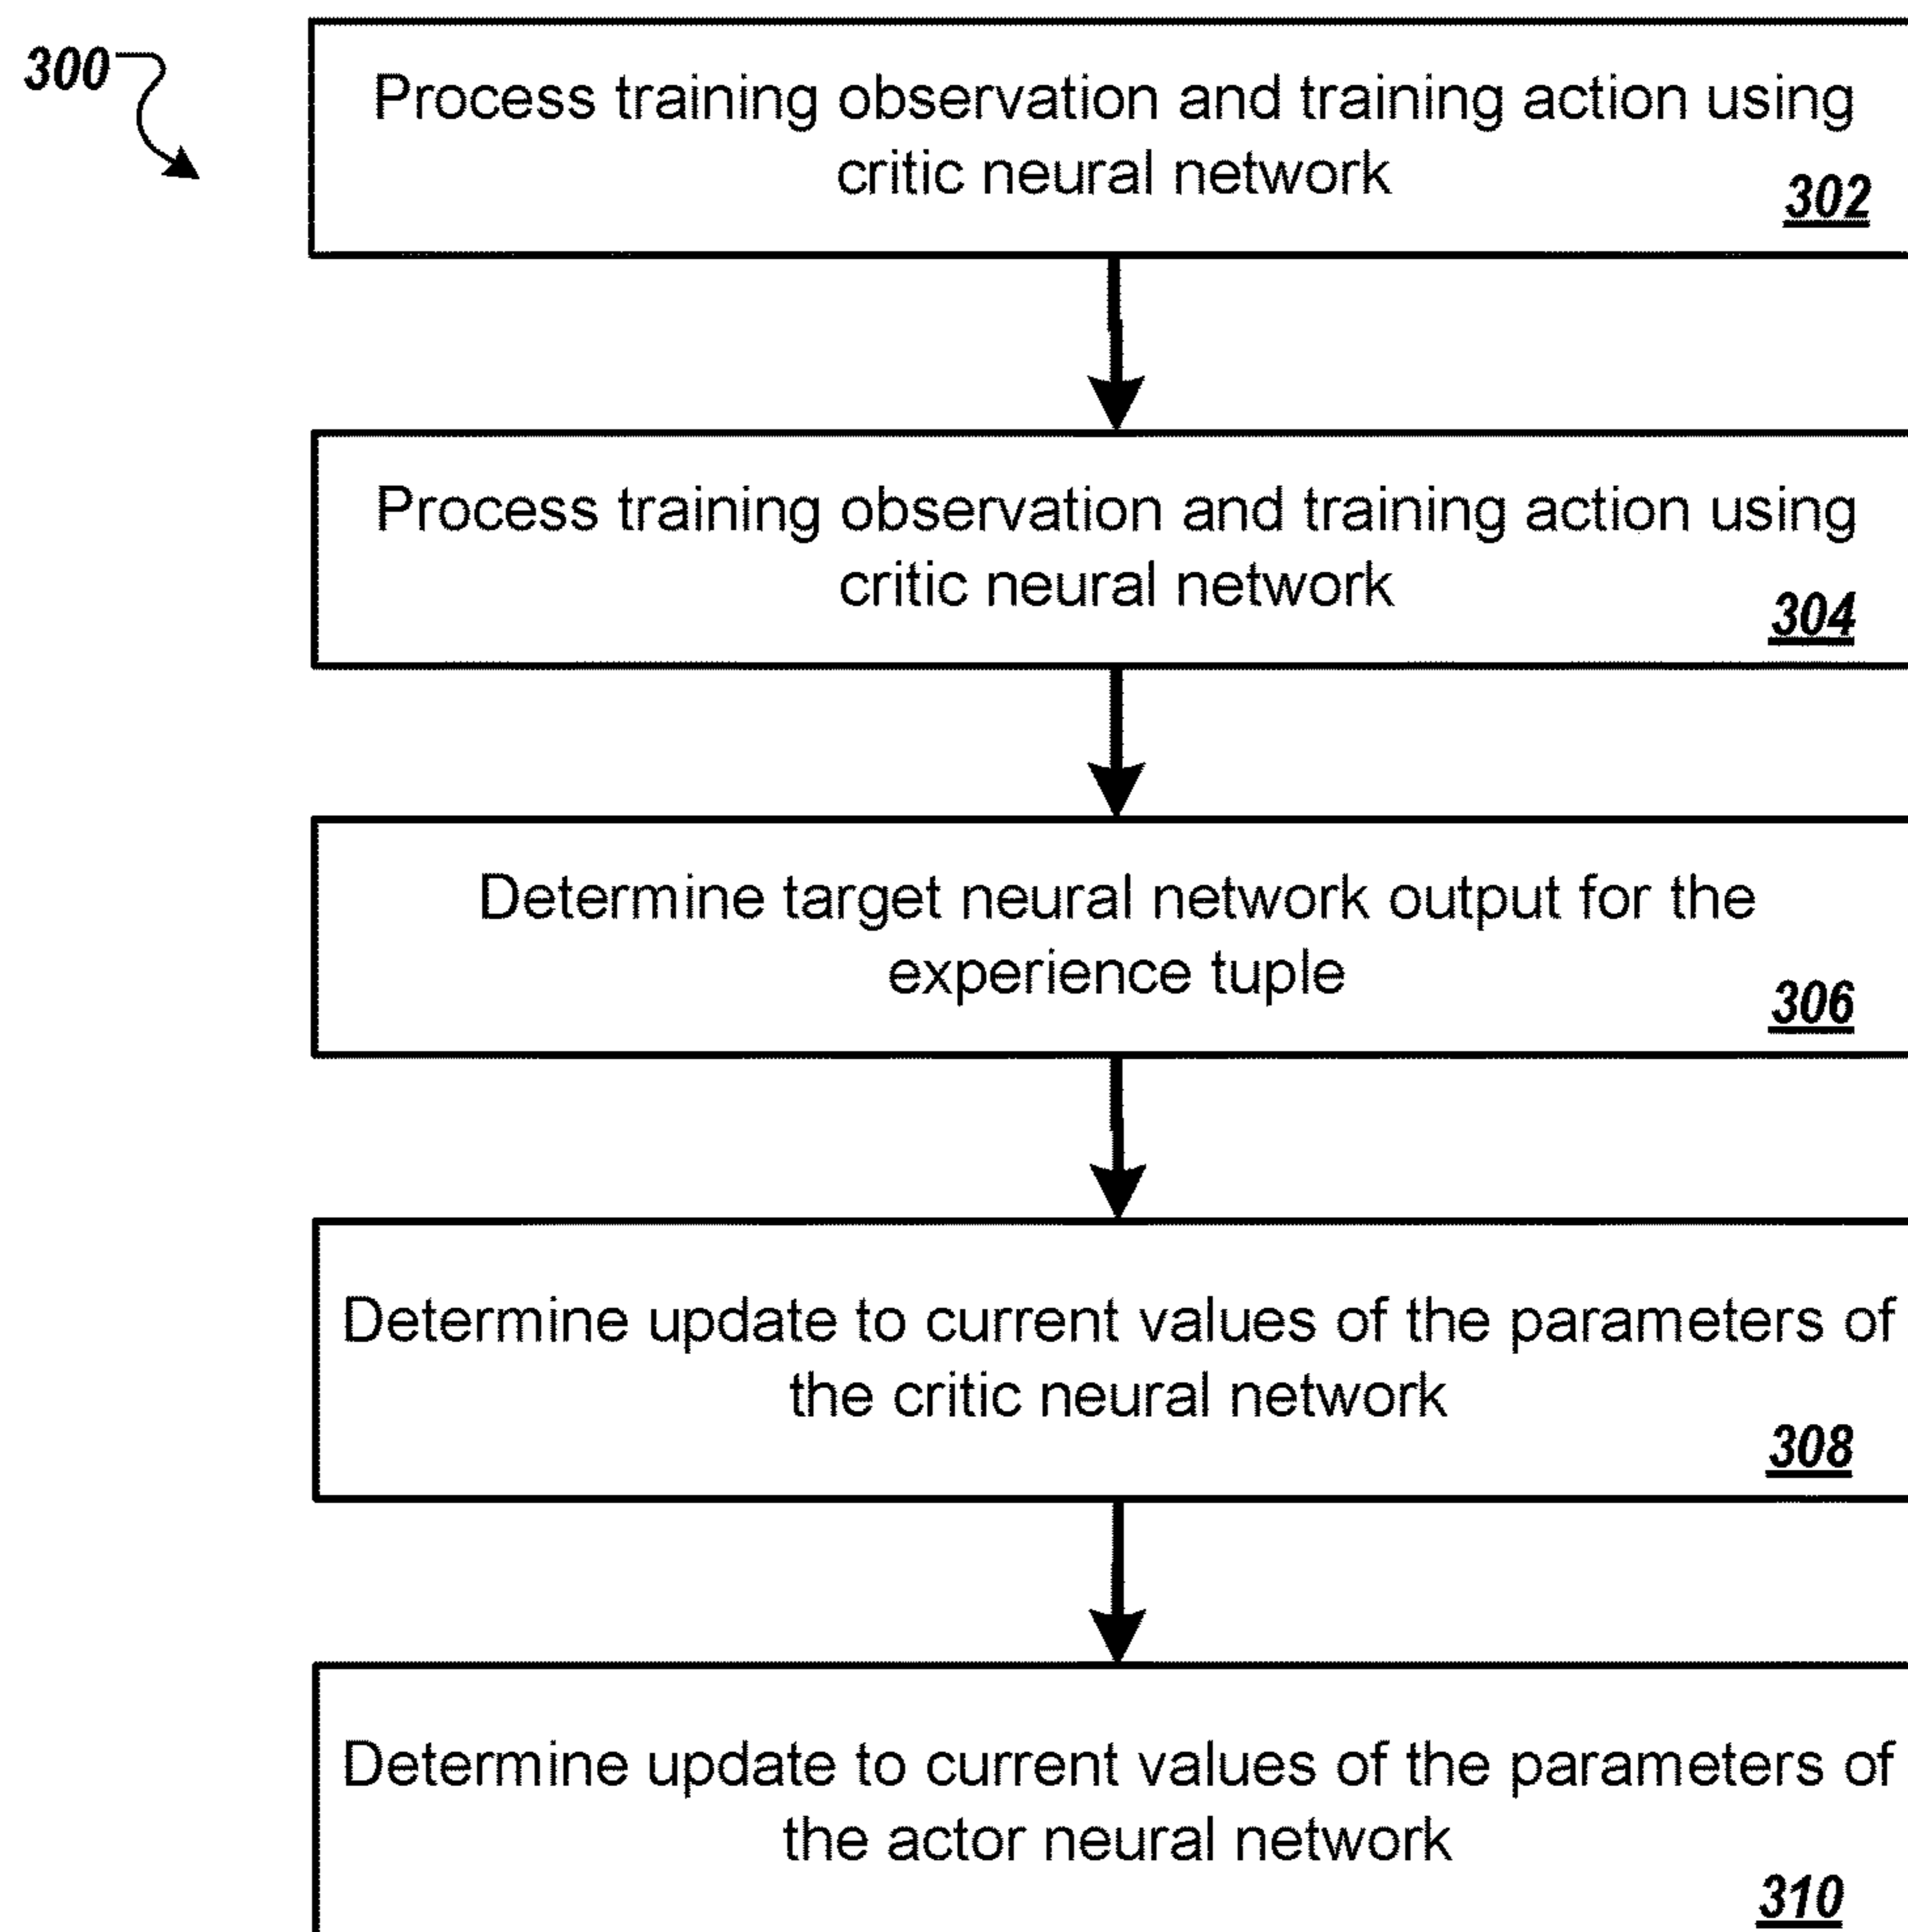 300
Process training observation and training action using
critic neural network
302
Process training observation and training action using
critic neural network
304
Determine target neural network output for the
experience tuple
306
Determine update to current values of the parameters of
the critic neural network
308
Determine update to current values of the parameters of
the actor neural network
310